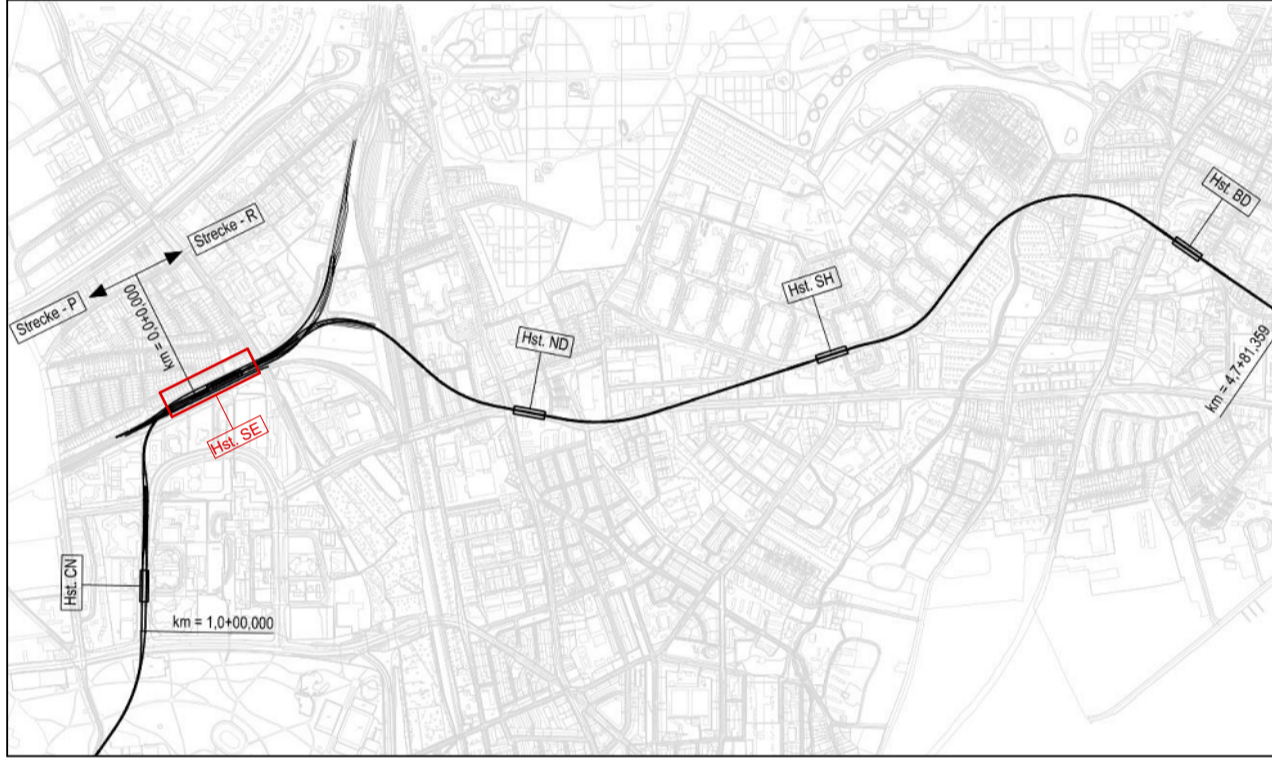 Strecke - R
Strecke - P
km = 0,0+0,000
Hst. BD
Hst. SH
Hst. ND
km = 4,7+81,359
Hst. SE
Hst. CN
km = 1,0+00,000